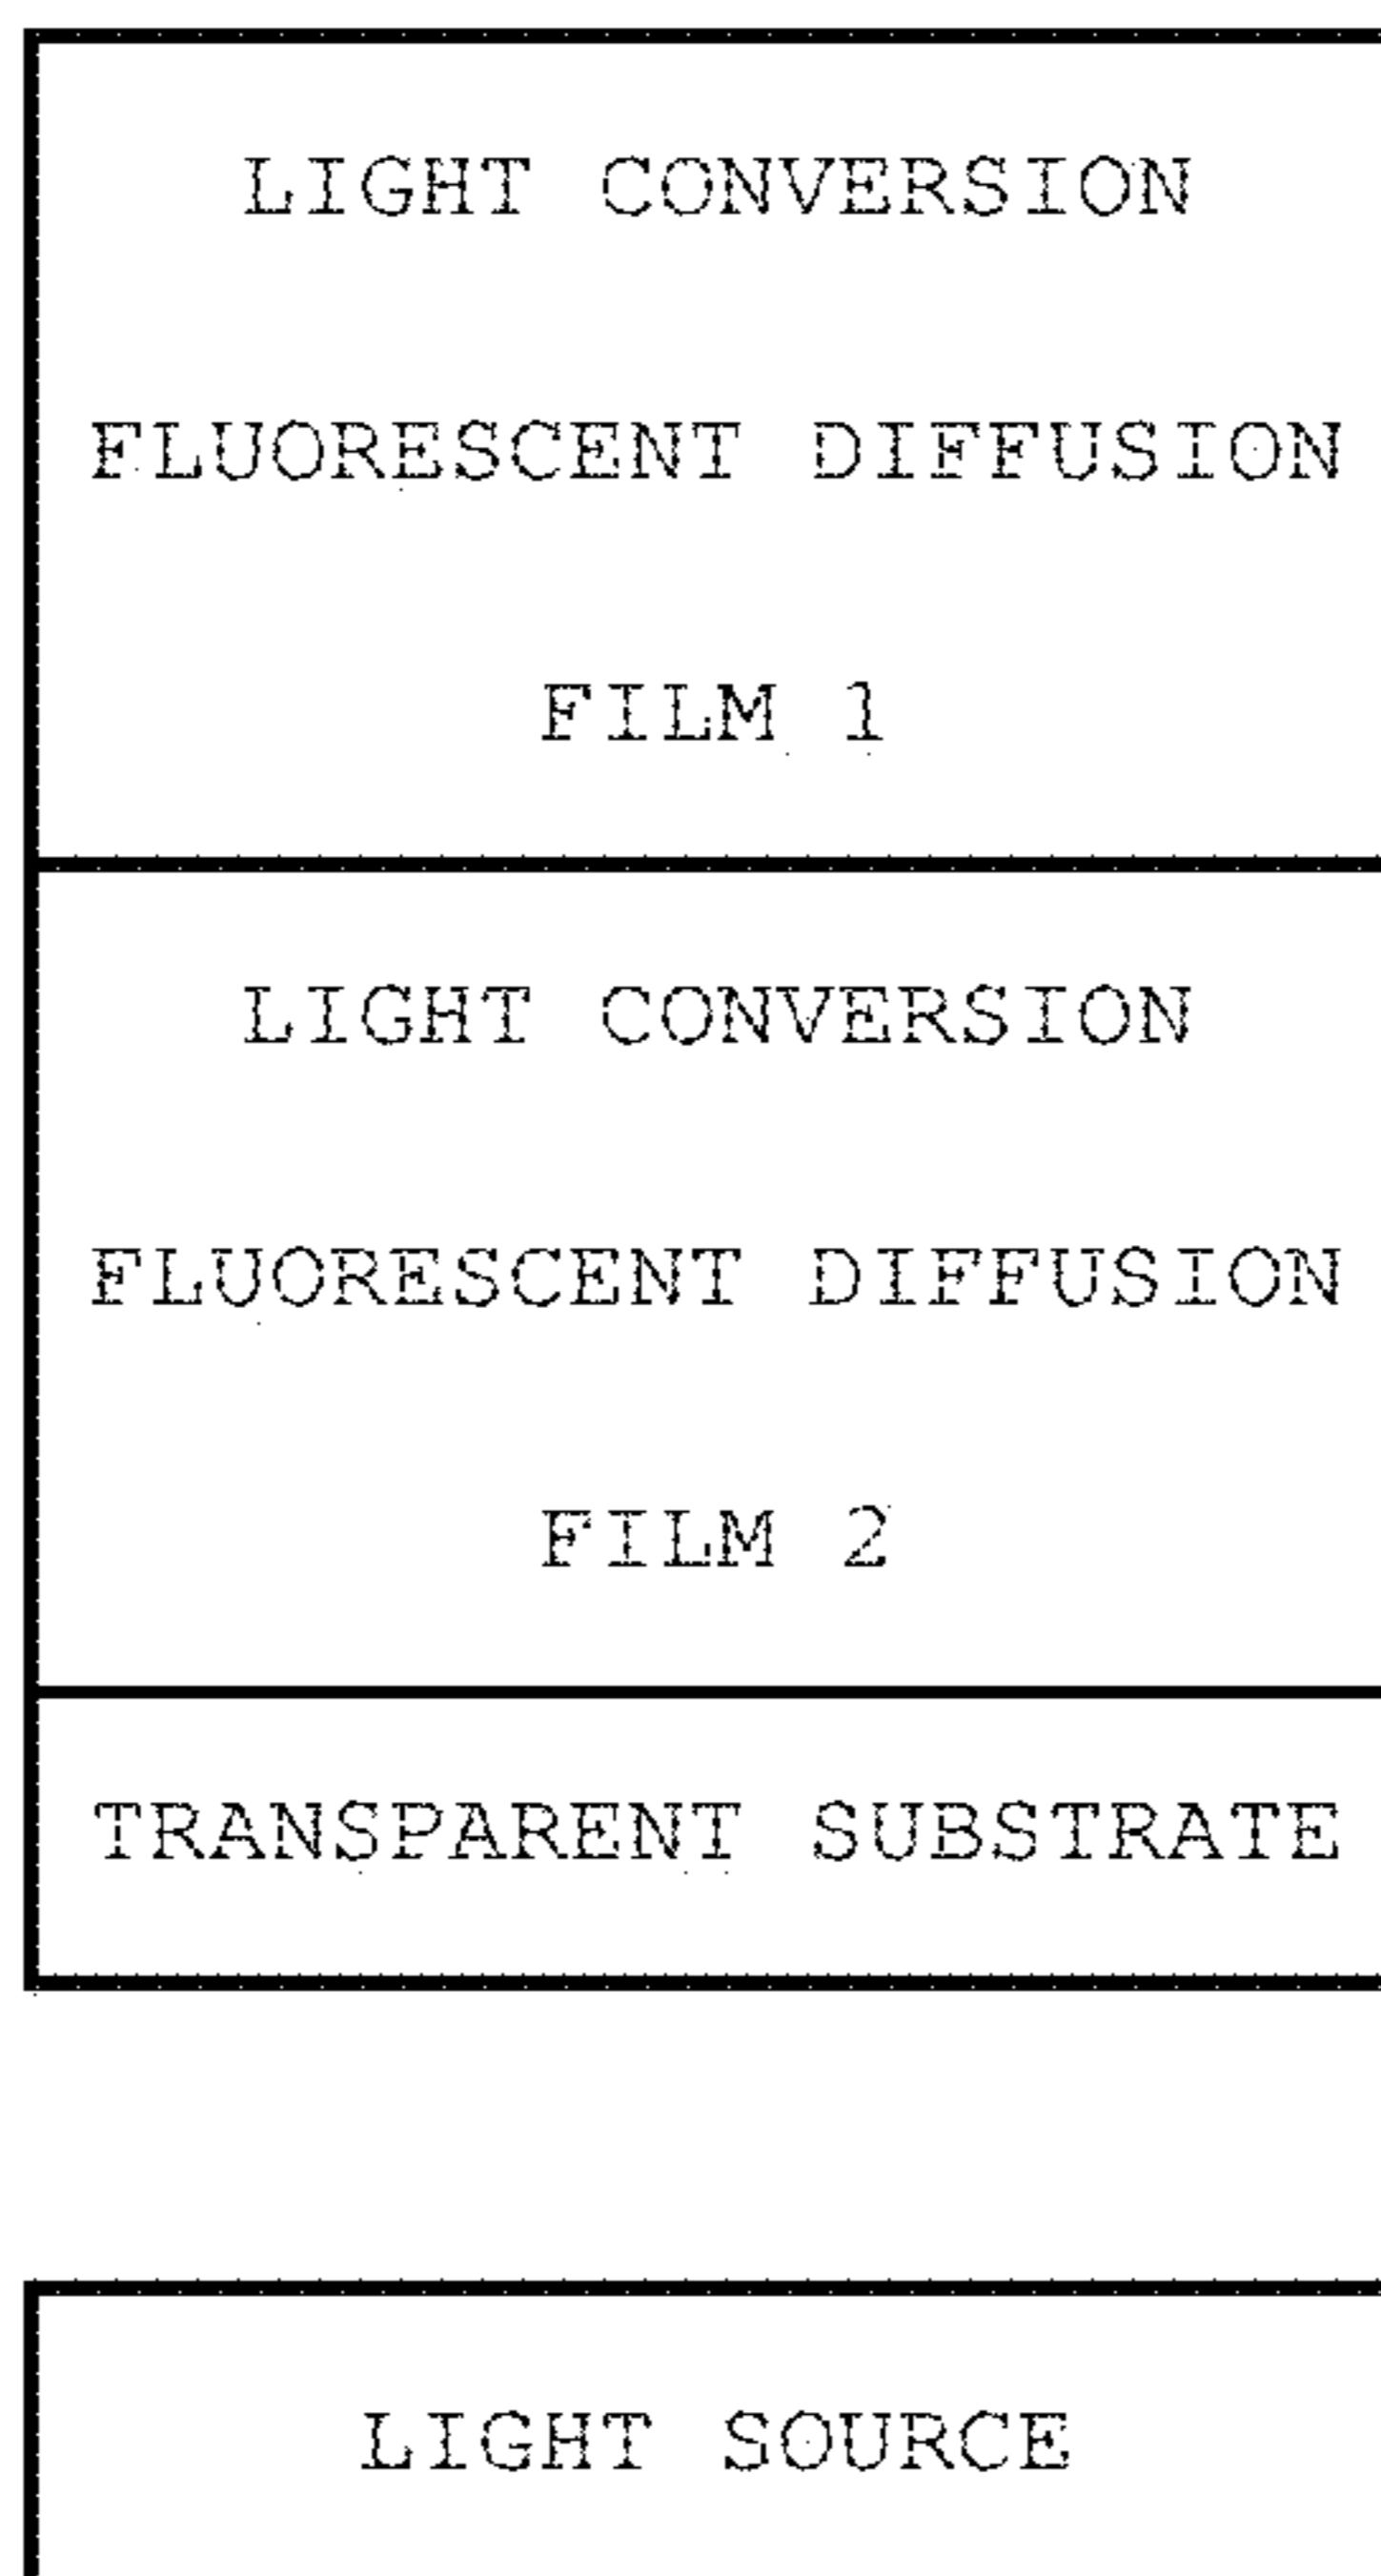 LIGHT CONVERSION
FLUORESCENT DIFFUSION
FILM 1
LIGHT CONVERSION
FLUORESCENT DIFFUSION
FILM 2
TRANSPARENT SUBSTRATE
LIGHT SOURCE